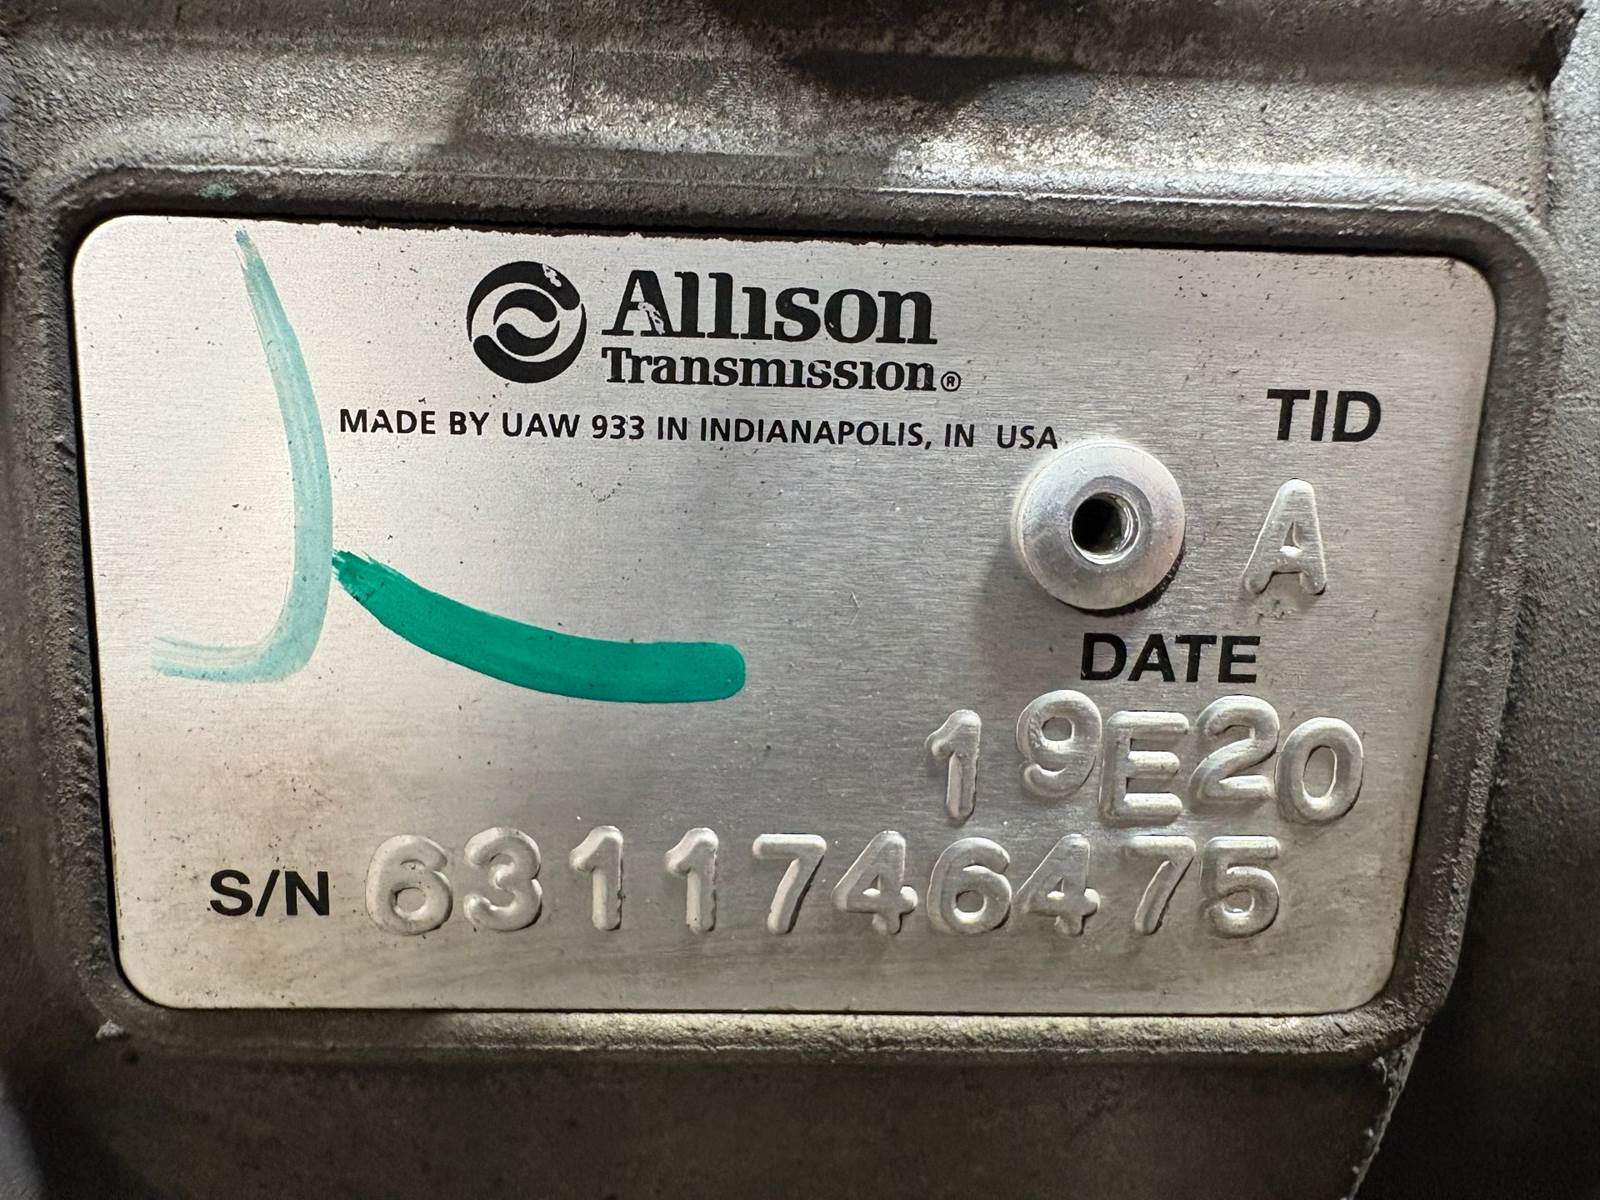 Allison
Transmission®
MADE BY UAW 933 IN INDIANAPOLIS, IN USA
TID
A
DATE
19E20
S/N 6311746475